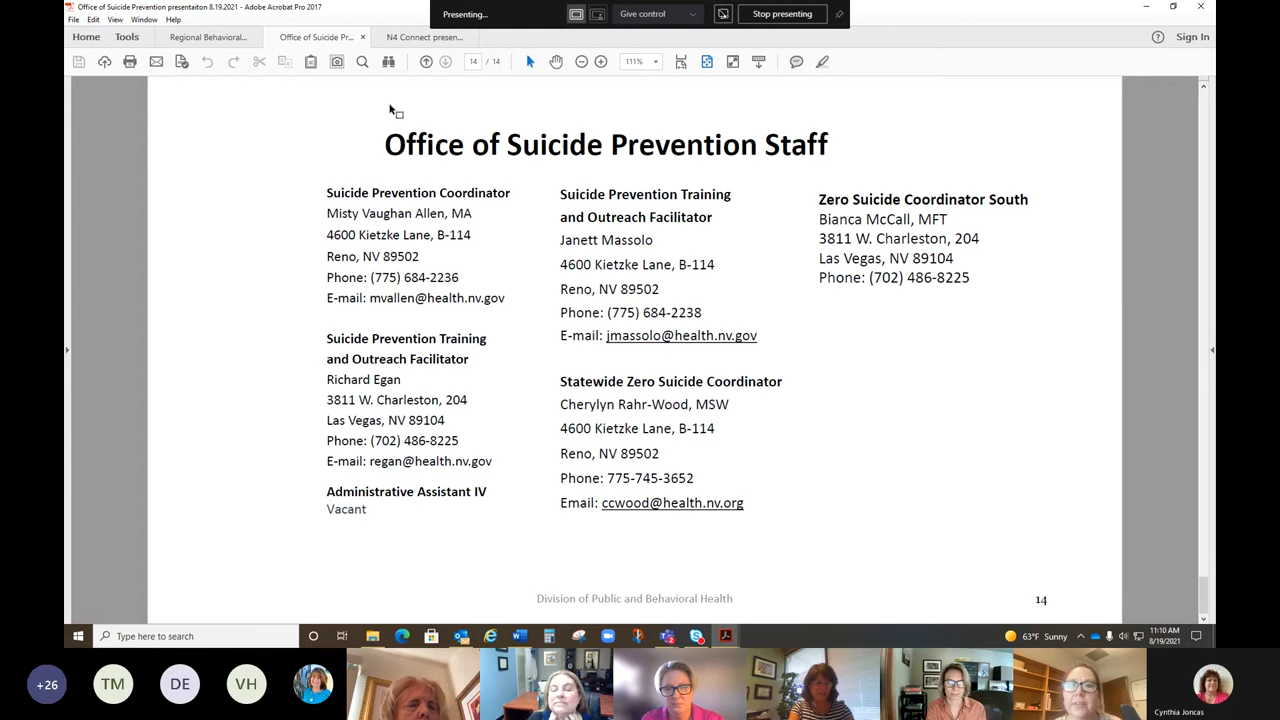 Office of Suicide Prevention presentaiton 8.19.2021 - Adobe Acrobat Pro 2017
Presenting...
Give control
Stop presenting
File Edit View Window Help
Home Tools
Regional Behavioral...
Office of Suicide Pr... ×
N4 Connect presen...
Sign In
14 / 14
111%
Office of Suicide Prevention Staff
Suicide Prevention Coordinator
Misty Vaughan Allen, MA
4600 Kietzke Lane, B-114
Reno, NV 89502
Phone: (775) 684-2236
E-mail: mvallen@health.nv.gov
Suicide Prevention Training
and Outreach Facilitator
Richard Egan
3811 W. Charleston, 204
Las Vegas, NV 89104
Phone: (702) 486-8225
E-mail: regan@health.nv.gov
Administrative Assistant IV
Vacant
Suicide Prevention Training
and Outreach Facilitator
Janett Massolo
4600 Kietzke Lane, B-114
Reno, NV 89502
Phone: (775) 684-2238
E-mail: jmassolo@health.nv.gov
Statewide Zero Suicide Coordinator
Cherylyn Rahr-Wood, MSW
4600 Kietzke Lane, B-114
Reno, NV 89502
Phone: 775-745-3652
Email: ccwood@health.nv.org
Zero Suicide Coordinator South
Bianca McCall, MFT
3811 W. Charleston, 204
Las Vegas, NV 89104
Phone: (702) 486-8225
Division of Public and Behavioral Health
14
Type here to search
63°F Sunny
11:10 AM
8/19/2021
+26
TM
DE
VH
Cynthia Joncas